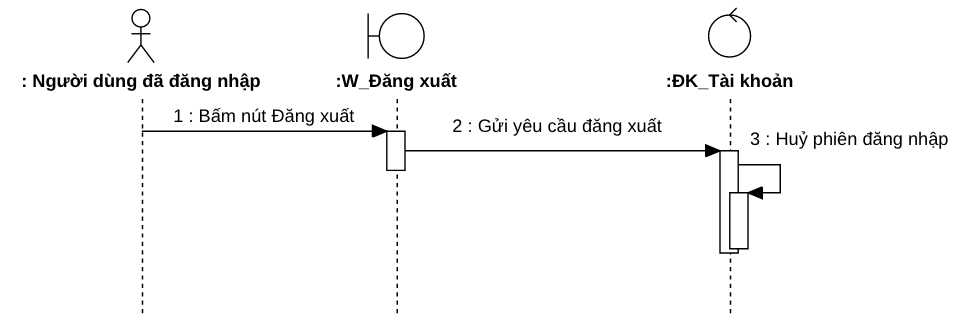 : Người dùng đã đăng nhập
:W_Đăng xuất
:ĐK_Tài khoản
1 : Bấm nút Đăng xuất
2 : Gửi yêu cầu đăng xuất
3 : Huỷ phiên đăng nhập